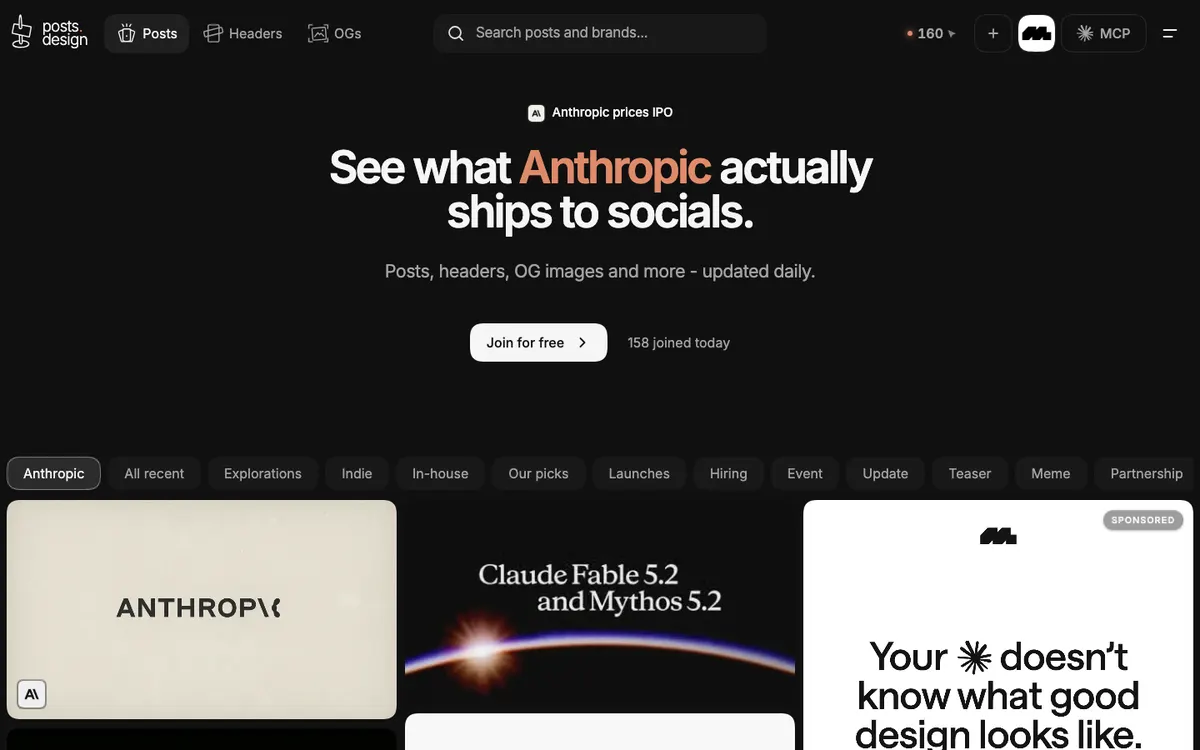 posts.
design
Posts
Headers
OGs
Search posts and brands...
160
+
MCP
Anthropic prices IPO
See what Anthropic actually
ships to socials.
Posts, headers, OG images and more - updated daily.
Join for free
158 joined today
Anthropic
All recent
Explorations
Indie
In-house
Our picks
Launches
Hiring
Event
Update
Teaser
Meme
Partnership
ANTHROP\C
A\
Claude Fable 5.2
and Mythos 5.2
SPONSORED
Your doesn’t
know what good
design looks like.